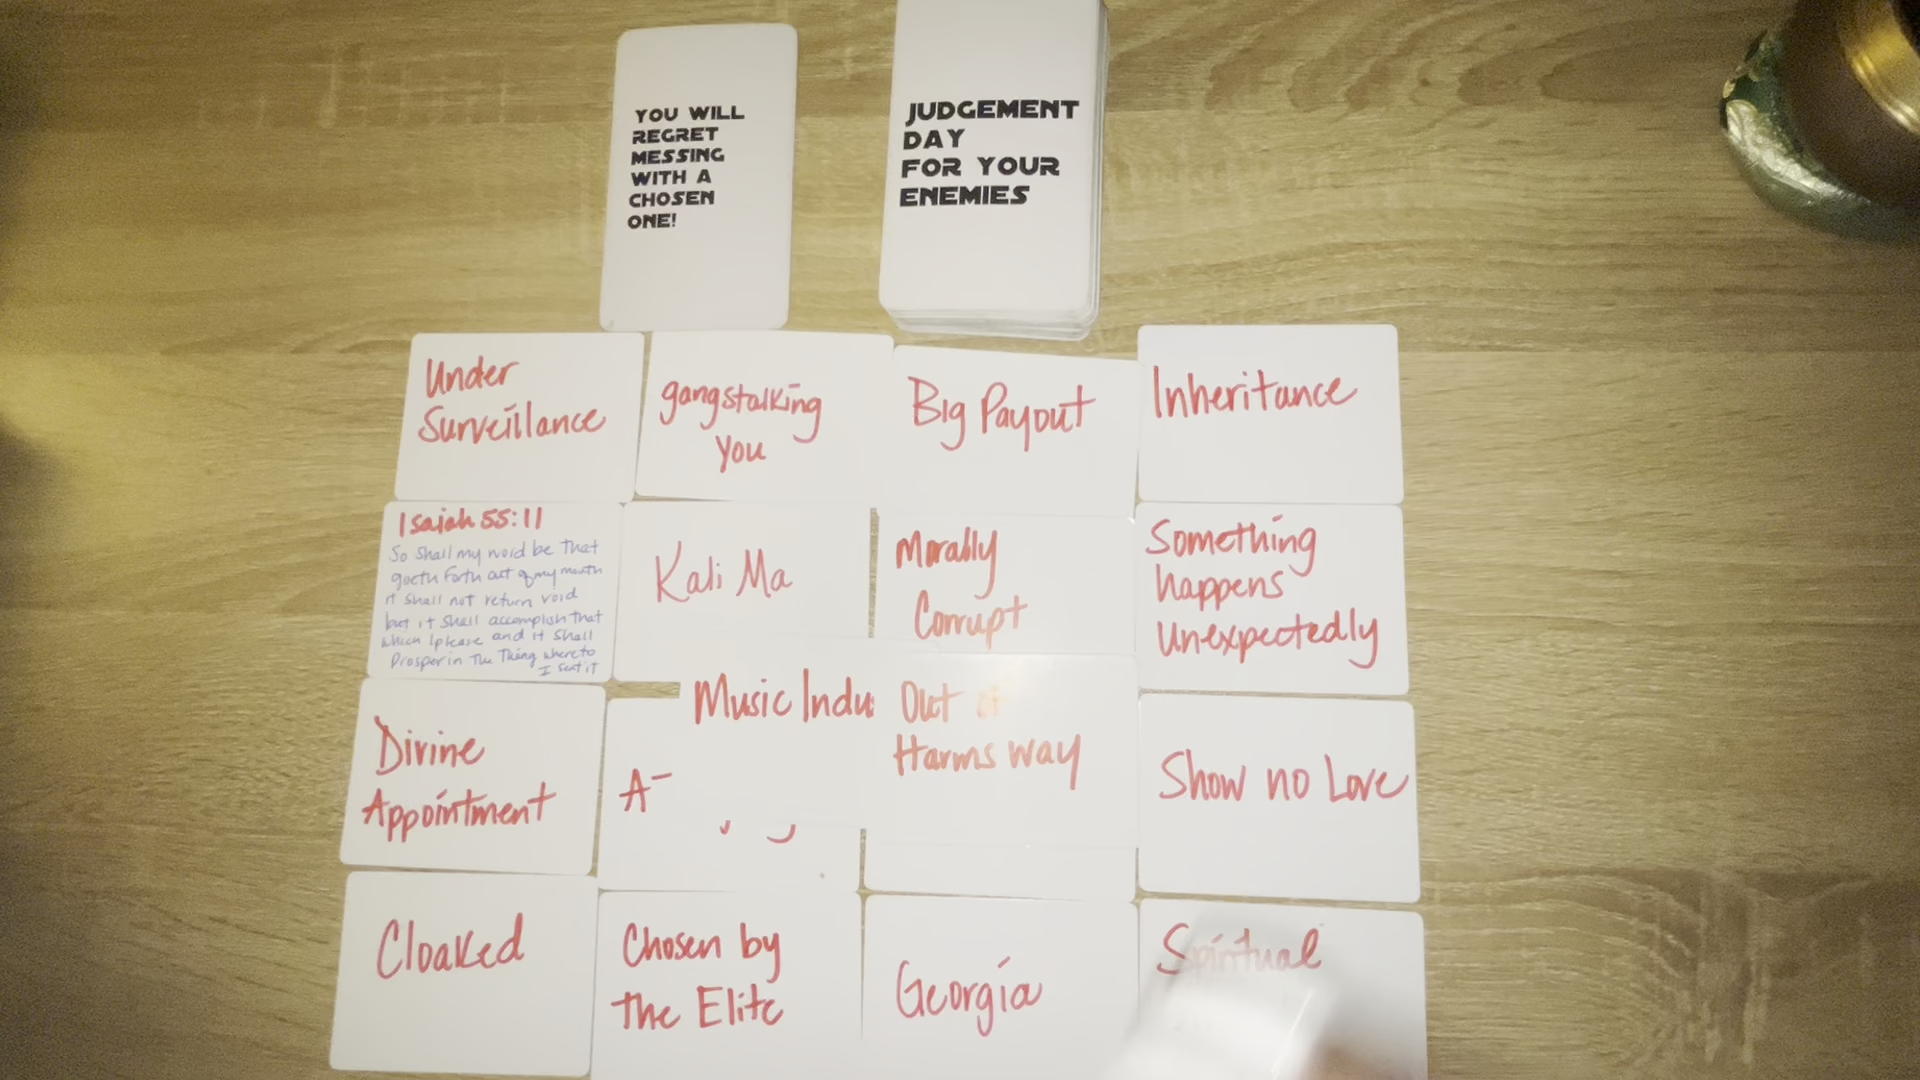 YOU WILL
REGRET
MESSING
WITH A
CHOSEN
ONE!
JUDGEMENT
DAY
FOR YOUR
ENEMIES
Under
Surveillance
gangstalking
You
Big Payout
Inheritance
Isaiah 55:11
So shall my word be that
goeth forth out of my mouth
it shall not return void
but it shall accomplish that
which I please and it shall
Prosper in The Thing whereto
I sent it
Kali Ma
Morally
Corrupt
Something
happens
Unexpectedly
Divine
Appointment
Music
Out
Harms way
Show no Love
Cloaked
Chosen by
The Elite
Georgia
Spiritual